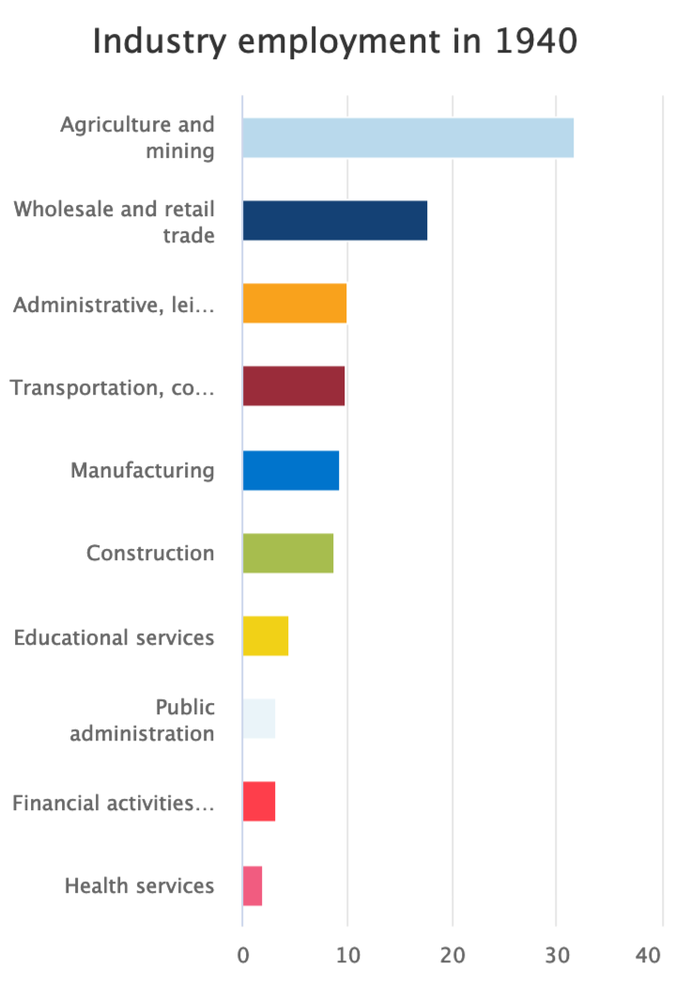 Industry employment in 1940
Agriculture and
mining
Wholesale and retail
trade
Administrative, lei...
Transportation, co...
Manufacturing
Construction
Educational services
Public
administration
Financial activities...
Health services
0 10 20 30 40